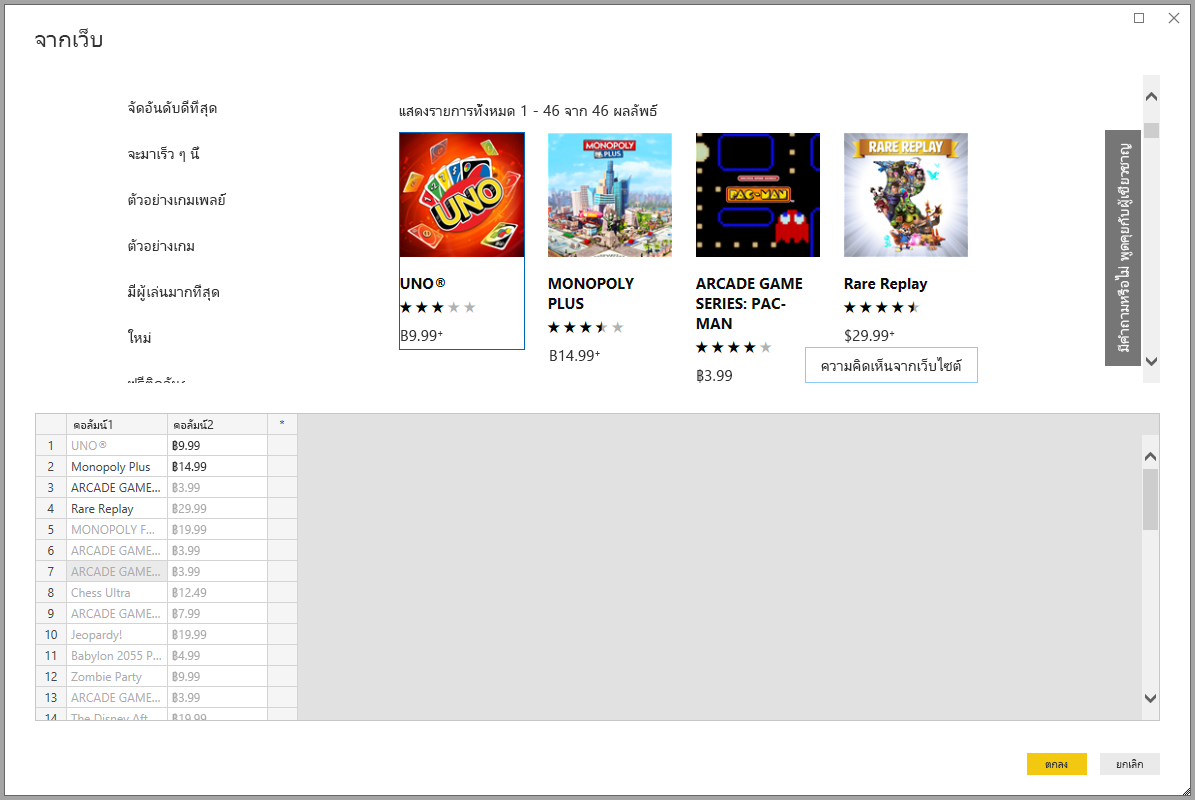 จากเว็บ
จัดอันดับดีที่สุด
จะมาเร็ว ๆ นี้
ตัวอย่างเกมเพลย์
ตัวอย่างเกม
มีผู้เล่นมากที่สุด
ใหม่
แสดงรายการทั้งหมด 1 - 46 จาก 46 ผลลัพธ์
UNO
MONOPOLY
PLUS
PAC-MAN
RARE REPLAY
UNO®
B9.99+
MONOPOLY
PLUS
B14.99+
ARCADE GAME
SERIES: PAC-
MAN
฿3.99
Rare Replay
$29.99+
ความคิดเห็นจากเว็บไซต์
มีคำถามหรือไม่ พูดคุยกับผู้เชี่ยวชาญ
คอลัมน์1 คอลัมน์2 *
1 UNO® ฿9.99
2 Monopoly Plus ฿14.99
3 ARCADE GAME... ฿3.99
4 Rare Replay ฿29.99
5 MONOPOLY F... ฿19.99
6 ARCADE GAME... ฿3.99
7 ARCADE GAME... ฿3.99
8 Chess Ultra ฿12.49
9 ARCADE GAME... ฿7.99
10 Jeopardy! ฿19.99
11 Babylon 2055 P... ฿4.99
12 Zombie Party ฿9.99
13 ARCADE GAME... ฿3.99
14 The Disney Aft... ฿19.99
ตกลง
ยกเลิก